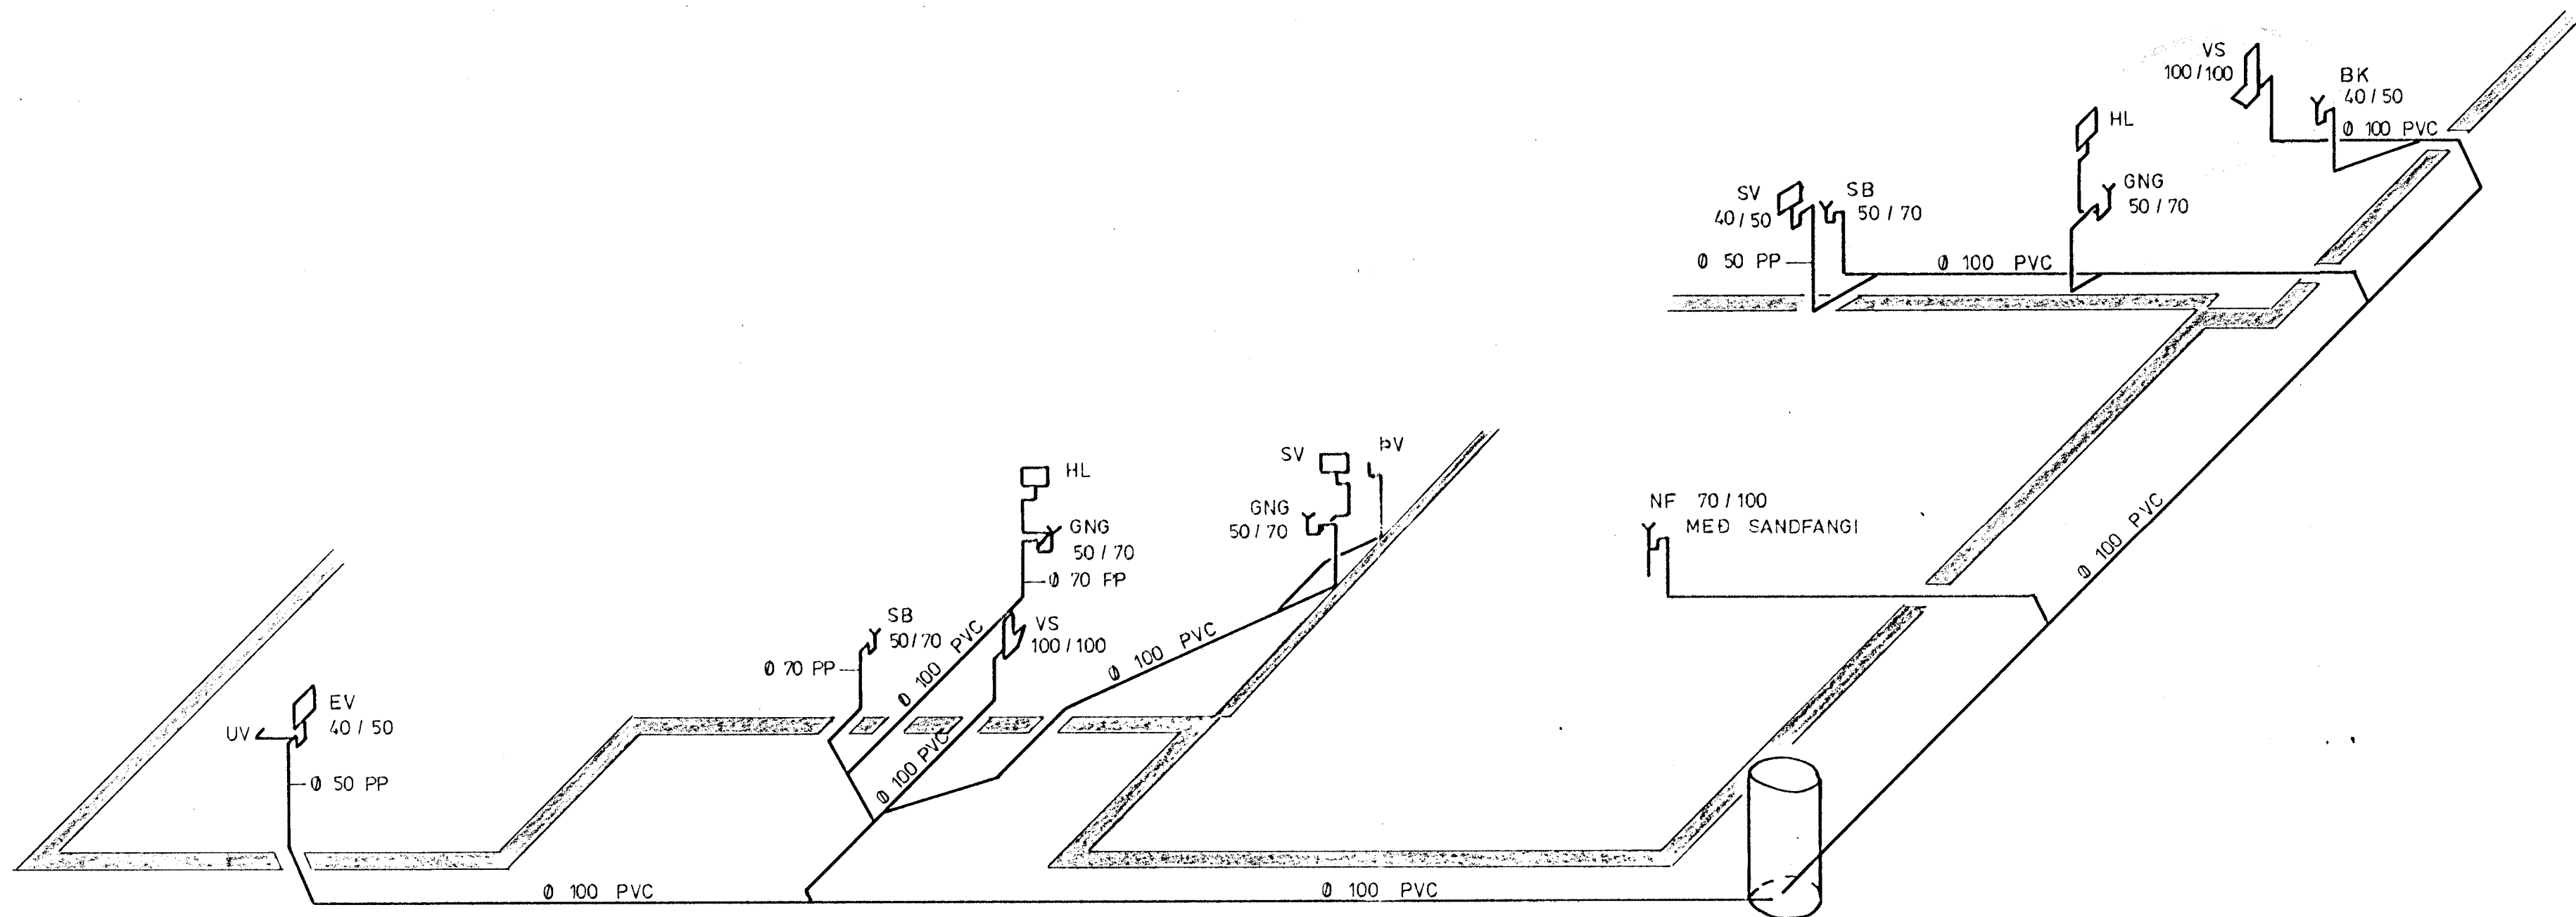 VS
100/100
BK
40/50
Ø 100 PVC
HL
GNG
50/70
SV
40/50
SB
50/70
Ø 50 PP
Ø 100 PVC
Ø 100 PVC
NF 70/100
MEÐ SANDFANGI
SV
ÞV
GNG
50/70
HL
GNG
50/70
Ø 70 PP
SB
50/70
Ø 70 PP
VS
100/100
Ø 100 PVC
Ø 100 PVC
Ø 100 PVC
EV
40/50
UV
Ø 50 PP
Ø 100 PVC
Ø 100 PVC